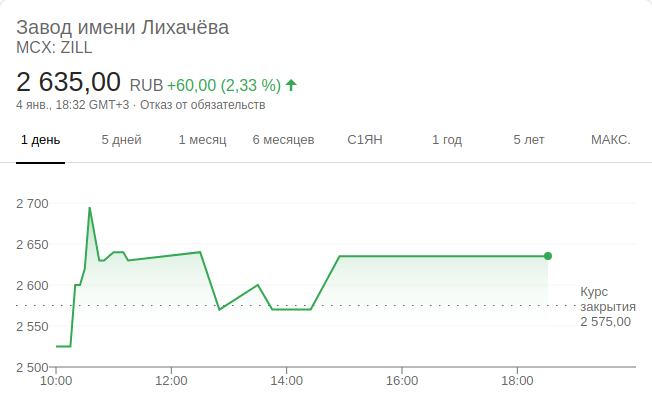 Завод имени Лихачёва
MCX: ZILL
2 635,00 RUB +60,00 (2,33 %)
4 янв., 18:32 GMT+3 · Отказ от обязательств
1 день 5 дней 1 месяц 6 месяцев С1ЯН 1 год 5 лет МАКС.
2 700
2 650
2 600
Курс
закрытия
2 575,00
2 550
2 500
10:00 12:00 14:00 16:00 18:00